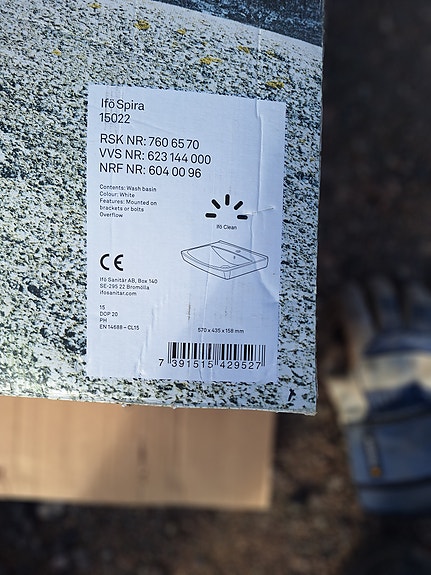 Ifö Spira
15022
RSK NR: 760 65 70
VVS NR: 623 144 000
NRF NR: 604 00 96
Contents: Wash basin
Colour: White
Features: Mounted on
brackets or bolts
Overflow
Ifö Clean
CE
Ifö Sanitär AB, Box 140
SE-295 22 Bromölla
ifosanitar.com
15
DOP 20
PH
EN 14688 - CL15
570 x 435 x 158 mm
7 391515 429527